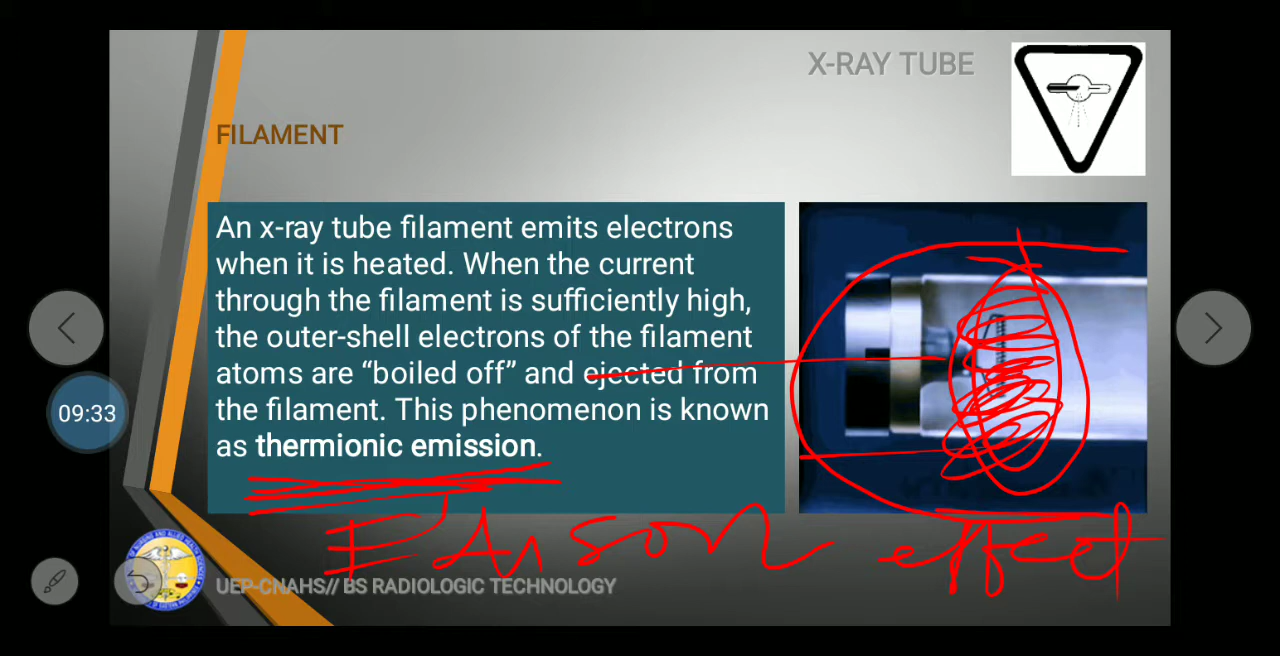 X-RAY TUBE
FILAMENT
An x-ray tube filament emits electrons
when it is heated. When the current
through the filament is sufficiently high,
the outer-shell electrons of the filament
atoms are “boiled off” and ejected from
the filament. This phenomenon is known
as thermionic emission.
Edison effect
UEP-CNAHS// BS RADIOLOGIC TECHNOLOGY
09:33